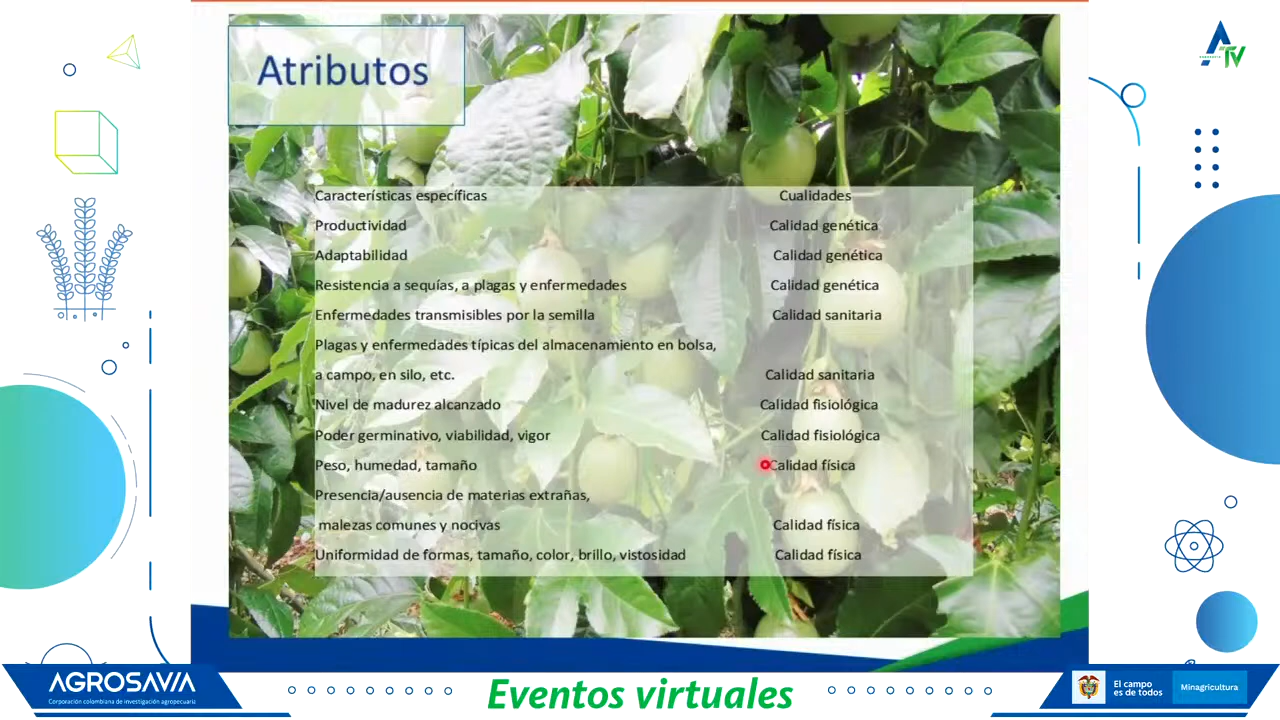 Atributos
Características específicas Cualidades
Productividad Calidad genética
Adaptabilidad Calidad genética
Resistencia a sequías, a plagas y enfermedades Calidad genética
Enfermedades transmisibles por la semilla Calidad sanitaria
Plagas y enfermedades típicas del almacenamiento en bolsa,
a campo, en silo, etc. Calidad sanitaria
Nivel de madurez alcanzado Calidad fisiológica
Poder germinativo, viabilidad, vigor Calidad fisiológica
Peso, humedad, tamaño Calidad física
Presencia/ausencia de materias extrañas,
malezas comunes y nocivas Calidad física
Uniformidad de formas, tamaño, color, brillo, vistosidad Calidad física
ATV
AGROSAVIA
Corporación colombiana de investigación agropecuaria
Eventos virtuales
El campo
es de todos
Minagricultura